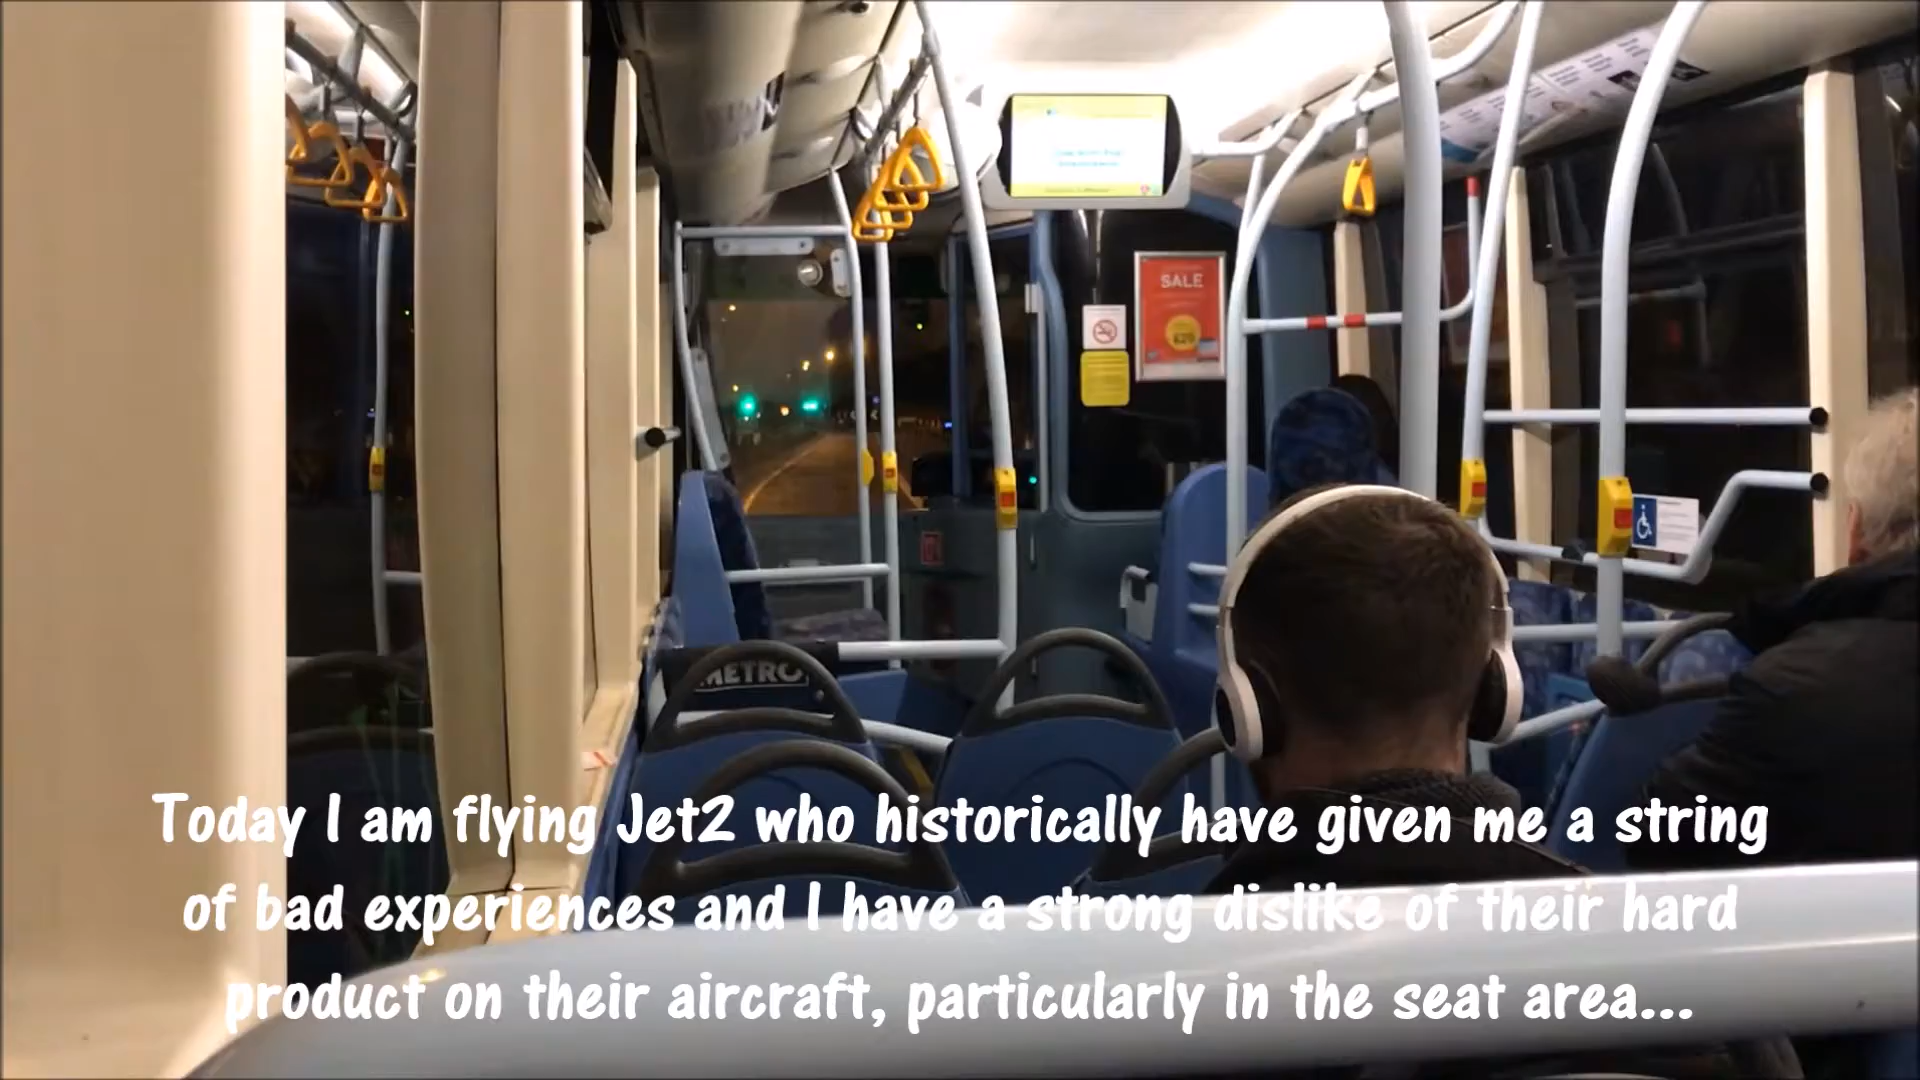 SALE
£29
METRO
Today I am flying Jet2 who historically have given me a string
of bad experiences and I have a strong dislike of their hard
product on their aircraft, particularly in the seat area...